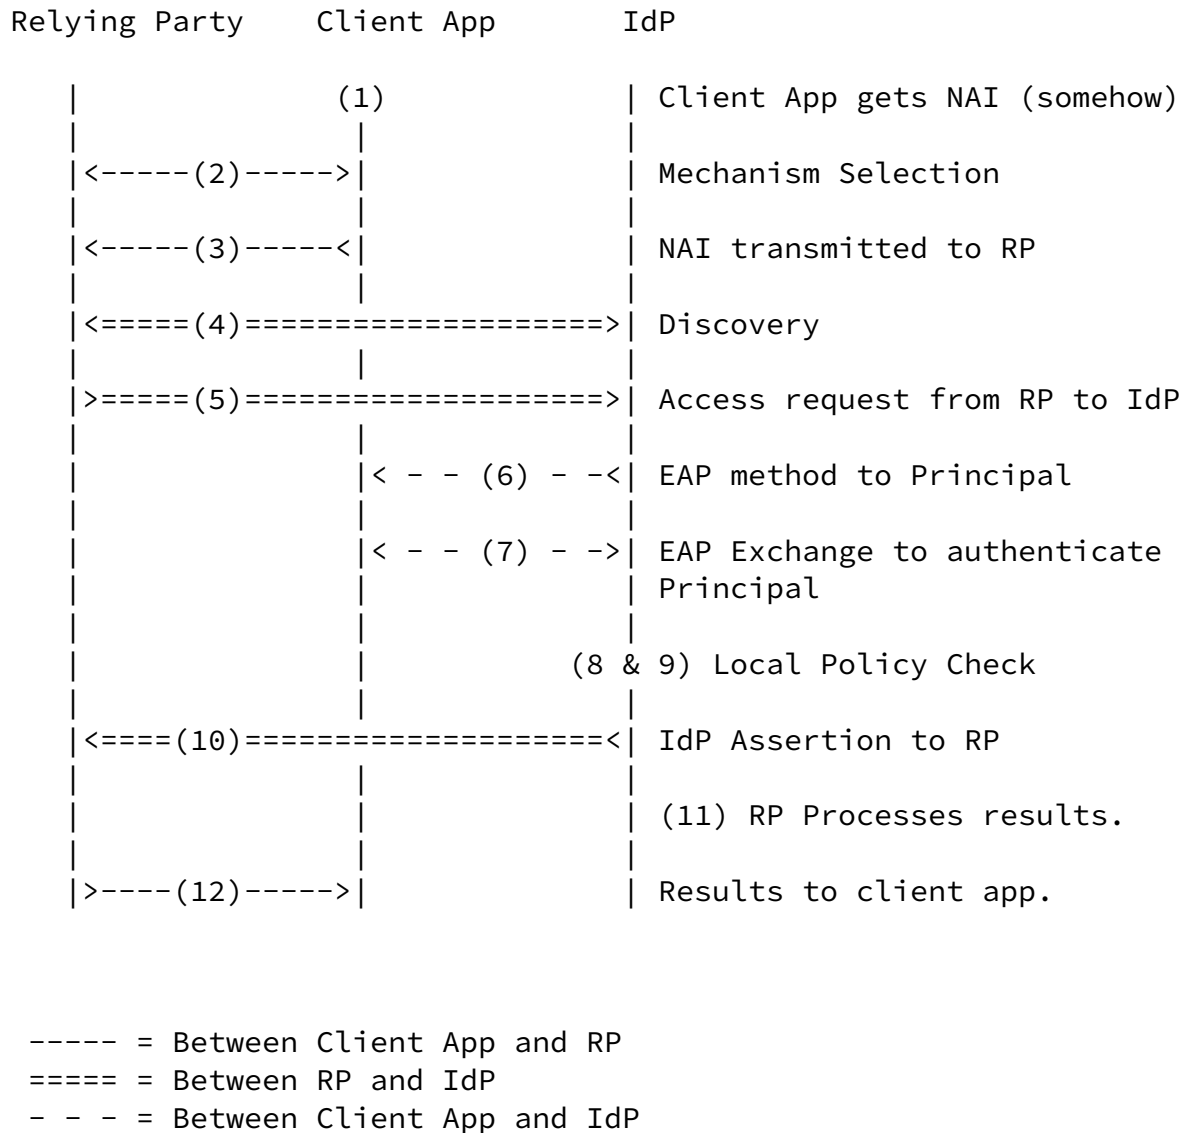 Relying Party    Client App       IdP
   |              (1)             | Client App gets NAI (somehow)
   |               |              |
   |<-----(2)----->|              | Mechanism Selection
   |               |              |
   |<-----(3)-----<|              | NAI transmitted to RP
   |               |              |
   |<=====(4)====================>| Discovery
   |               |              |
   |>=====(5)====================>| Access request from RP to IdP
   |               |              |
   |               |< - - (6) - -<| EAP method to Principal
   |               |              |
   |               |< - - (7) - ->| EAP Exchange to authenticate
   |               |              | Principal
   |               |              |
   |               |           (8 & 9) Local Policy Check
   |               |              |
   |<====(10)====================<| IdP Assertion to RP
   |               |              |
   |               |              | (11) RP Processes results.
   |               |              |
   |>----(12)----->|              | Results to client app.
----- = Between Client App and RP
===== = Between RP and IdP
- - - = Between Client App and IdP